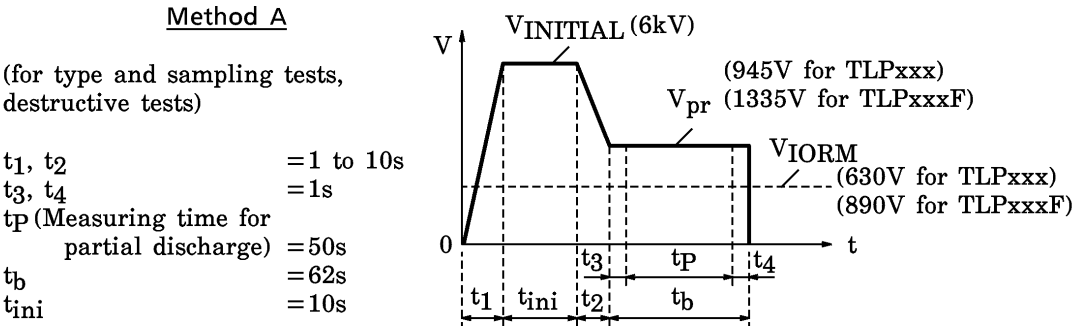 Method A
(for type and sampling tests,
destructive tests)
t1, t2 =1 to 10s
t3, t4 =1s
tP (Measuring time for
partial discharge) =50s
tb =62s
tini =10s
V
VINITIAL (6kV)
(945V for TLPxxx)
Vpr (1335V for TLPxxxF)
VIORM
(630V for TLPxxx)
(890V for TLPxxxF)
0
t
t3 tP t4
t1 tini t2 tb